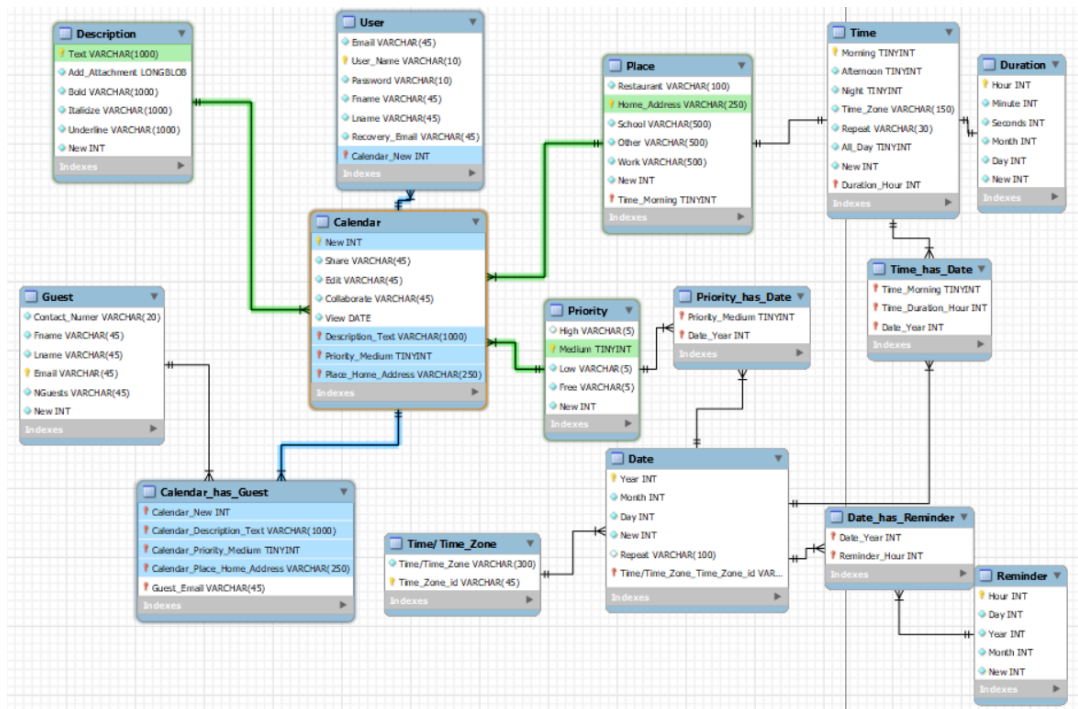 Description
Text VARCHAR(1000)
Add_Attachment LONGBLOB
Bold VARCHAR(1000)
Italidize VARCHAR(1000)
Underline VARCHAR(1000)
New INT
Indexes
User
Email VARCHAR(45)
User_Name VARCHAR(10)
Password VARCHAR(10)
Fname VARCHAR(45)
Lname VARCHAR(45)
Recovery_Email VARCHAR(45)
Calendar_New INT
Indexes
Place
Restaurant VARCHAR(100)
Home_Address VARCHAR(250)
School VARCHAR(500)
Other VARCHAR(500)
Work VARCHAR(500)
New INT
Time_Morning TINYINT
Indexes
Time
Morning TINYINT
Afternoon TINYINT
Night TINYINT
Time_Zone VARCHAR(150)
Repeat VARCHAR(30)
All_Day TINYINT
New INT
Duration_Hour INT
Indexes
Duration
Hour INT
Minute INT
Seconds INT
Month INT
Day INT
New INT
Indexes
Calendar
New INT
Share VARCHAR(45)
Edit VARCHAR(45)
Collaborate VARCHAR(45)
View DATE
Description_Text VARCHAR(1000)
Priority_Medium TINYINT
Place_Home_Address VARCHAR(250)
Indexes
Guest
Contact_Numer VARCHAR(20)
Fname VARCHAR(45)
Lname VARCHAR(45)
Email VARCHAR(45)
NGuests VARCHAR(45)
New INT
Indexes
Priority
High VARCHAR(5)
Medium TINYINT
Low VARCHAR(5)
Free VARCHAR(5)
New INT
Indexes
Priority_has_Date
Priority_Medium TINYINT
Date_Year INT
Indexes
Time_has_Date
Time_Morning TINYINT
Time_Duration_Hour INT
Date_Year INT
Indexes
Calendar_has_Guest
Calendar_New INT
Calendar_Description_Text VARCHAR(1000)
Calendar_Priority_Medium TINYINT
Calendar_Place_Home_Address VARCHAR(250)
Guest_Email VARCHAR(45)
Indexes
Time/ Time_Zone
Time/Time_Zone VARCHAR(300)
Time_Zone_id VARCHAR(45)
Indexes
Date
Year INT
Month INT
Day INT
New INT
Repeat VARCHAR(100)
Time/Time_Zone_Time_Zone_id VAR...
Indexes
Date_has_Reminder
Date_Year INT
Reminder_Hour INT
Indexes
Reminder
Hour INT
Day INT
Year INT
Month INT
New INT
Indexes